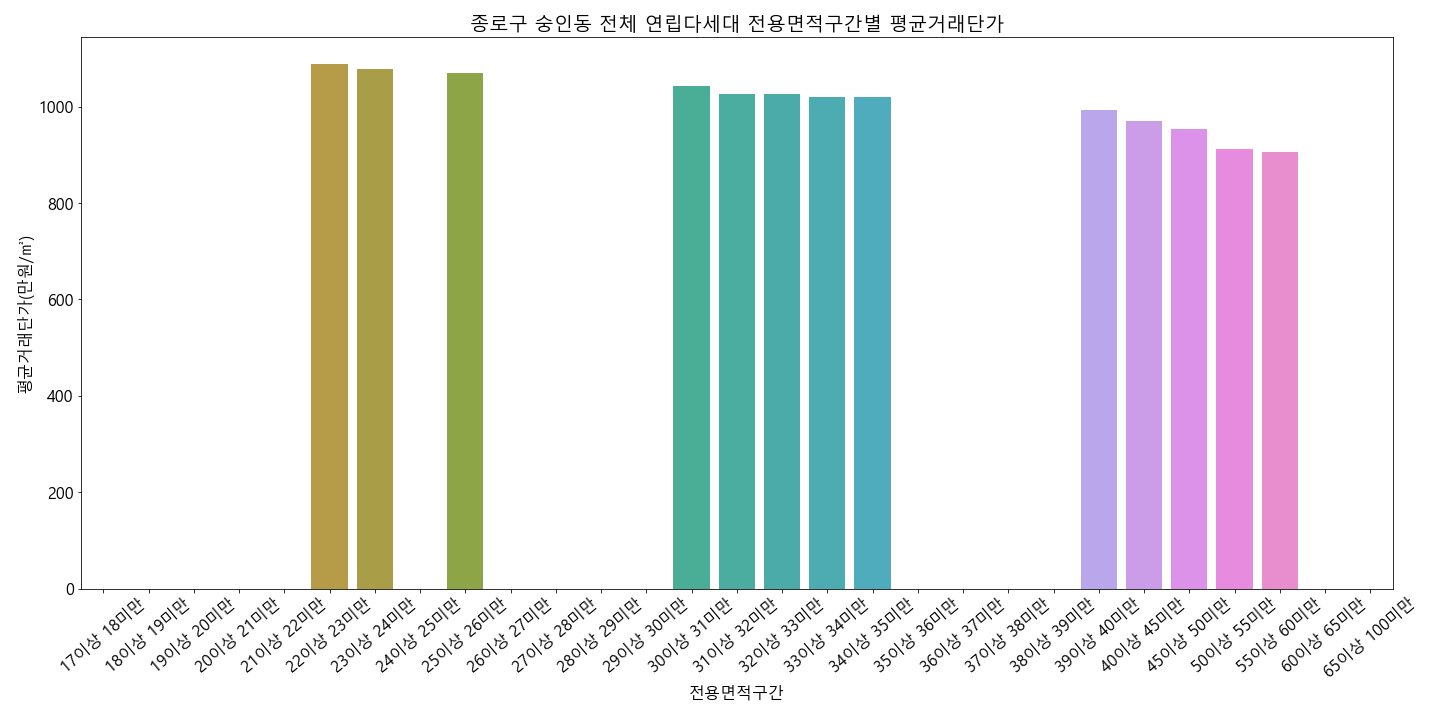 종로구 숭인동 전체 연립다세대 전용면적구간별 평균거래단가
평균거래단가(만원/㎡)
1000
800
600
400
200
0
17이상 18미만
18이상 19미만
19이상 20미만
20이상 21미만
21이상 22미만
22이상 23미만
23이상 24미만
24이상 25미만
25이상 26미만
26이상 27미만
27이상 28미만
28이상 29미만
29이상 30미만
30이상 31미만
31이상 32미만
32이상 33미만
33이상 34미만
34이상 35미만
35이상 36미만
36이상 37미만
37이상 38미만
38이상 39미만
39이상 40미만
40이상 45미만
45이상 50미만
50이상 55미만
55이상 60미만
60이상 65미만
65이상 100미만
전용면적구간